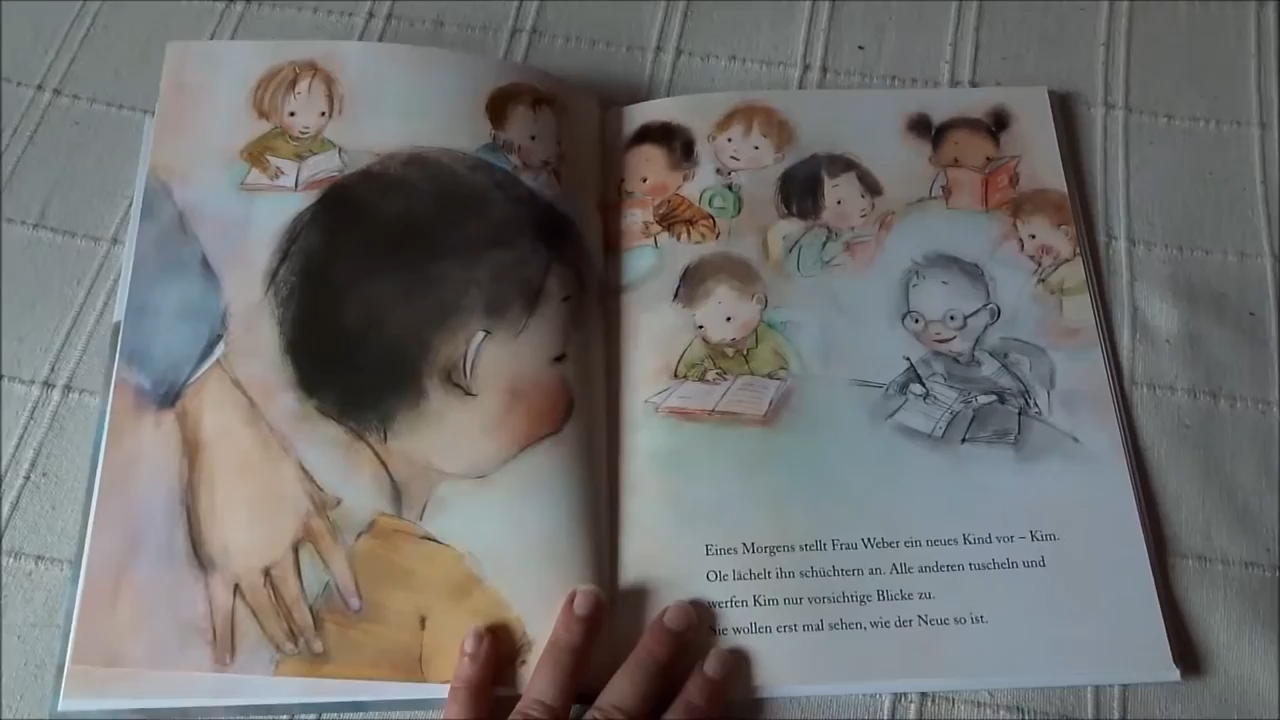 Eines Morgens stellt Frau Weber ein neues Kind vor – Kim.
Ole lächelt ihn schüchtern an. Alle anderen tuscheln und
werfen Kim nur vorsichtige Blicke zu.
Sie wollen erst mal sehen, wie der Neue so ist.